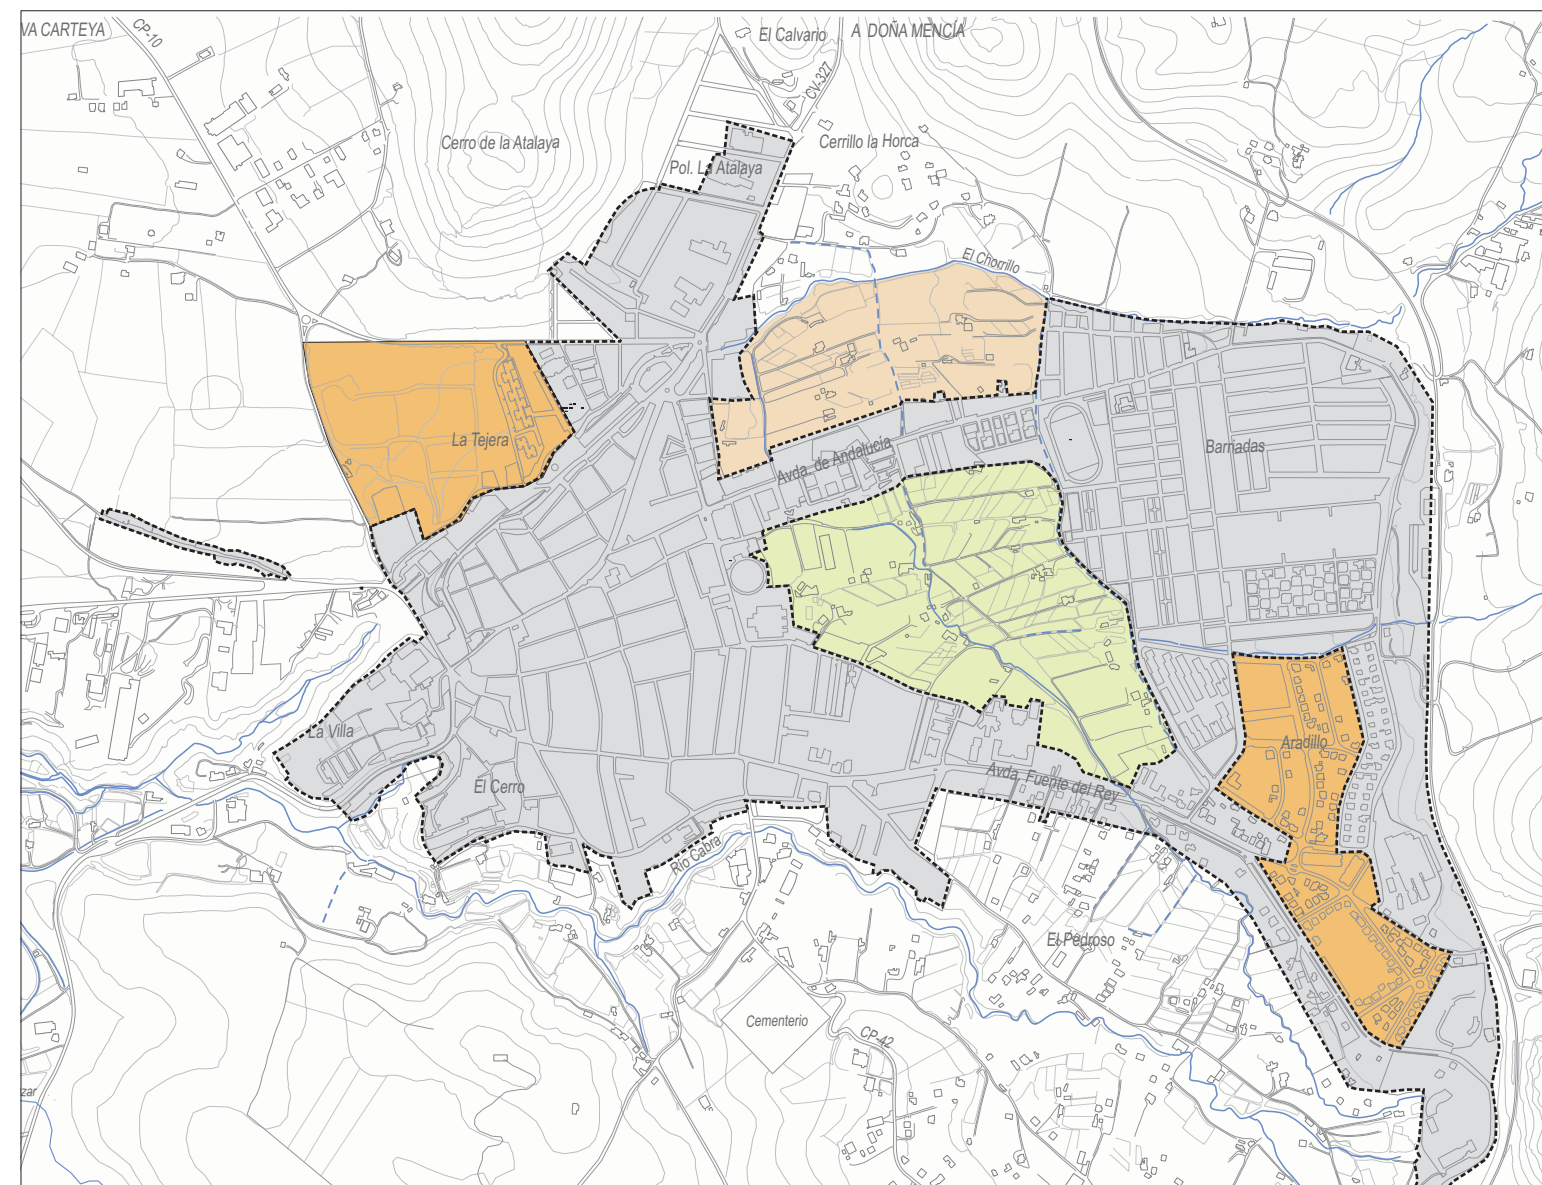 VA CARTEYA
CP-10
El Calvario
A DOÑA MENCÍA
CV-327
Cerro de la Atalaya
Cerrillo la Horca
Pol. La Atalaya
El Chorrillo
La Tejera
Avda. de Andalucía
Barriadas
La Villa
Aradillo
El Cerro
Avda. Fuente del Rey
Río Cabra
El Pedroso
Cementerio
CP-42
zar